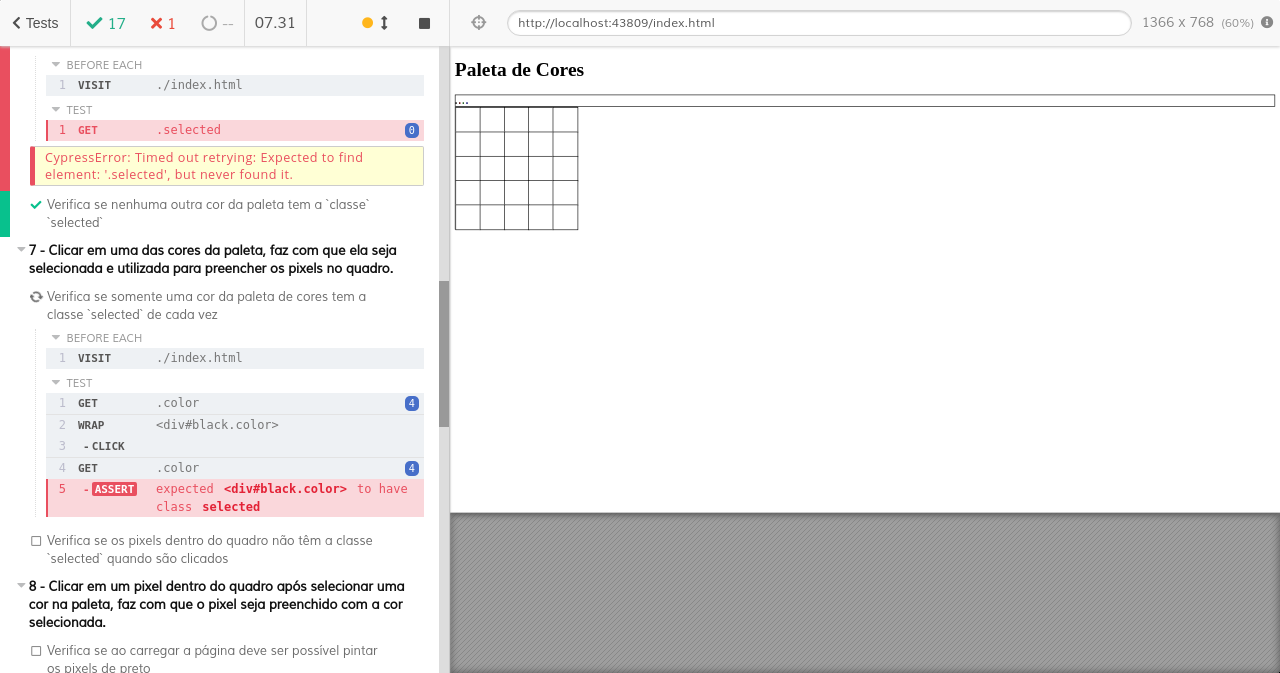 Tests 17 1 -- 07.31
http://localhost:43809/index.html 1366 x 768 (60%)
BEFORE EACH
1 VISIT ./index.html
TEST
1 GET .selected 0
CypressError: Timed out retrying: Expected to find
element: '.selected', but never found it.
Verifica se nenhuma outra cor da paleta tem a `classe`
`selected`
7 - Clicar em uma das cores da paleta, faz com que ela seja
selecionada e utilizada para preencher os pixels no quadro.
Verifica se somente uma cor da paleta de cores tem a
classe `selected` de cada vez
BEFORE EACH
1 VISIT ./index.html
TEST
1 GET .color 4
2 WRAP <div#black.color>
3 -CLICK
4 GET .color 4
5 -ASSERT expected <div#black.color> to have
class selected
Verifica se os pixels dentro do quadro não têm a classe
`selected` quando são clicados
8 - Clicar em um pixel dentro do quadro após selecionar uma
cor na paleta, faz com que o pixel seja preenchido com a cor
selecionada.
Verifica se ao carregar a página deve ser possível pintar
os pixels de preto
Paleta de Cores
....